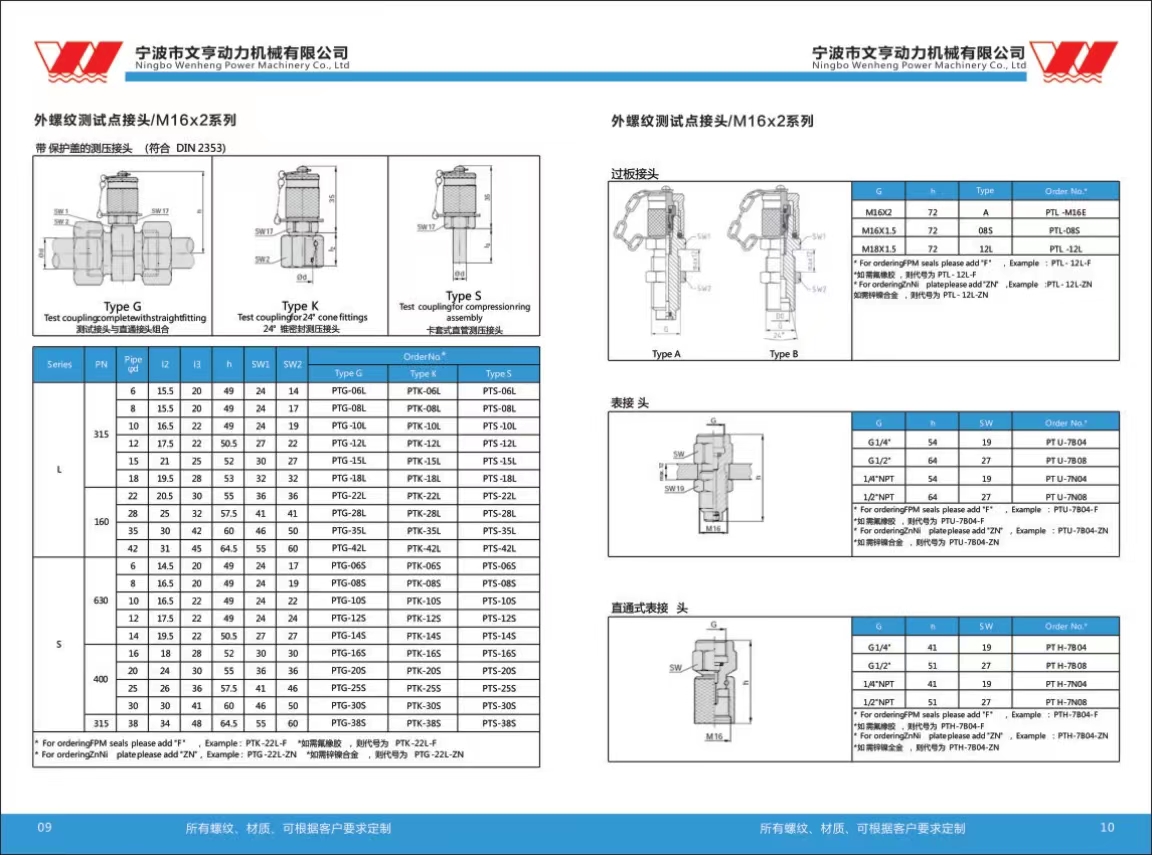 宁波市文亨动力机械有限公司
Ningbo Wenheng Power Machinery Co., Ltd
外螺纹测试点接头/M16x2系列
带 保护盖的测压接头 (符合 DIN 2353)
SW 1
SW 2
SW 17
h
Ød
Type G
Test couplingcompletewithstraightfitting
测试接头与直通接头组合
35
SW17
SW2
l₂
Ød
Type K
Test couplingfor24° cone fittings
24° 锥密封测压接头
35
SW17
l₃
Ød
Type S
Test couplingfor compressionring
assembly
卡套式直管测压接头
Series PN Pipe φd l2 l3 h SW1 SW2 OrderNo.*
Type G Type K Type S
L 315 6 15.5 20 49 24 14 PTG-06L PTK-06L PTS-06L
8 15.5 20 49 24 17 PTG-08L PTK-08L PTS-08L
10 16.5 22 49 24 19 PTG -10L PTK -10L PTS -10L
12 17.5 22 50.5 27 22 PTG -12L PTK -12L PTS -12L
15 21 25 52 30 27 PTG -15L PTK -15L PTS -15L
18 19.5 28 53 32 32 PTG -18L PTK -18L PTS -18L
160 22 20.5 30 55 36 36 PTG-22L PTK-22L PTS-22L
28 25 32 57.5 41 41 PTG-28L PTK-28L PTS-28L
35 30 42 60 46 50 PTG-35L PTK-35L PTS-35L
42 31 45 64.5 55 60 PTG-42L PTK-42L PTS-42L
S 630 6 14.5 20 49 24 17 PTG-06S PTK-06S PTS-06S
8 16.5 20 49 24 19 PTG-08S PTK-08S PTS-08S
10 16.5 22 49 24 22 PTG-10S PTK-10S PTS-10S
12 17.5 22 49 24 24 PTG-12S PTK-12S PTS-12S
14 19.5 22 50.5 27 27 PTG-14S PTK-14S PTS-14S
400 16 18 28 52 30 30 PTG-16S PTK-16S PTS-16S
20 24 30 55 36 36 PTG-20S PTK-20S PTS-20S
25 26 36 57.5 41 46 PTG-25S PTK-25S PTS-25S
30 30 41 60 46 50 PTG-30S PTK-30S PTS-30S
315 38 34 48 64.5 55 60 PTG-38S PTK-38S PTS-38S
* For orderingFPM seals please add "F" , Example : PTK -22L-F *如需氟橡胶 , 则代号为 PTK -22L-F
* For orderingZnNi plate please add "ZN" , Example : PTG -22L-ZN *如需锌镍合金 , 则代号为 PTG -22L-ZN
09
所有螺纹、材质、可根据客户要求定制
宁波市文亨动力机械有限公司
Ningbo Wenheng Power Machinery Co., Ltd
外螺纹测试点接头/M16x2系列
过板接头
SW1
SW2
G
Type A
SW1
SW2
G
24°
Type B
G h Type Order No.*
M16X2 72 A PTL -M16E
M16X1.5 72 08S PTL-08S
M18X1.5 72 12L PTL -12L
* For orderingFPM seals please add "F" , Example : PTL - 12L-F
*如需氟橡胶 , 则代号为 PTL - 12L-F
* For orderingZnNi plateplease add "ZN" , Example :PTL - 12L-ZN
如需锌镍合金 , 则代号为 PTL - 12L-ZN
表接 头
G
SW
SW19
h
M16
G h SW Order No.*
G1/4" 54 19 PT U-7B04
G1/2" 64 27 PT U-7B08
1/4"NPT 54 19 PT U-7N04
1/2"NPT 64 27 PT U-7N08
* For orderingFPM seals please add "F" , Example : PTU-7B04-F
*如需氟橡胶 , 则代号为 PTU-7B04-F
* For orderingZnNi plateplease add "ZN" , Example : PTU-7B04-ZN
*如需锌镍合金 , 则代号为 PTU-7B04-ZN
直通式表接 头
G
SW
h
M16
G h SW Order No.*
G1/4" 41 19 PT H-7B04
G1/2" 51 27 PT H-7B08
1/4"NPT 41 19 PT H-7N04
1/2"NPT 51 27 PT H-7N08
* For orderingFPM seals please add "F" , Example : PTH-7B04-F
*如需氟橡胶 , 则代号为 PTH-7B04-F
* For orderingZnNi plateplease add "ZN" , Example : PTH-7B04-ZN
*如需锌镍全金 , 则代号为 PTH-7B04-ZN
所有螺纹、材质、可根据客户要求定制
10